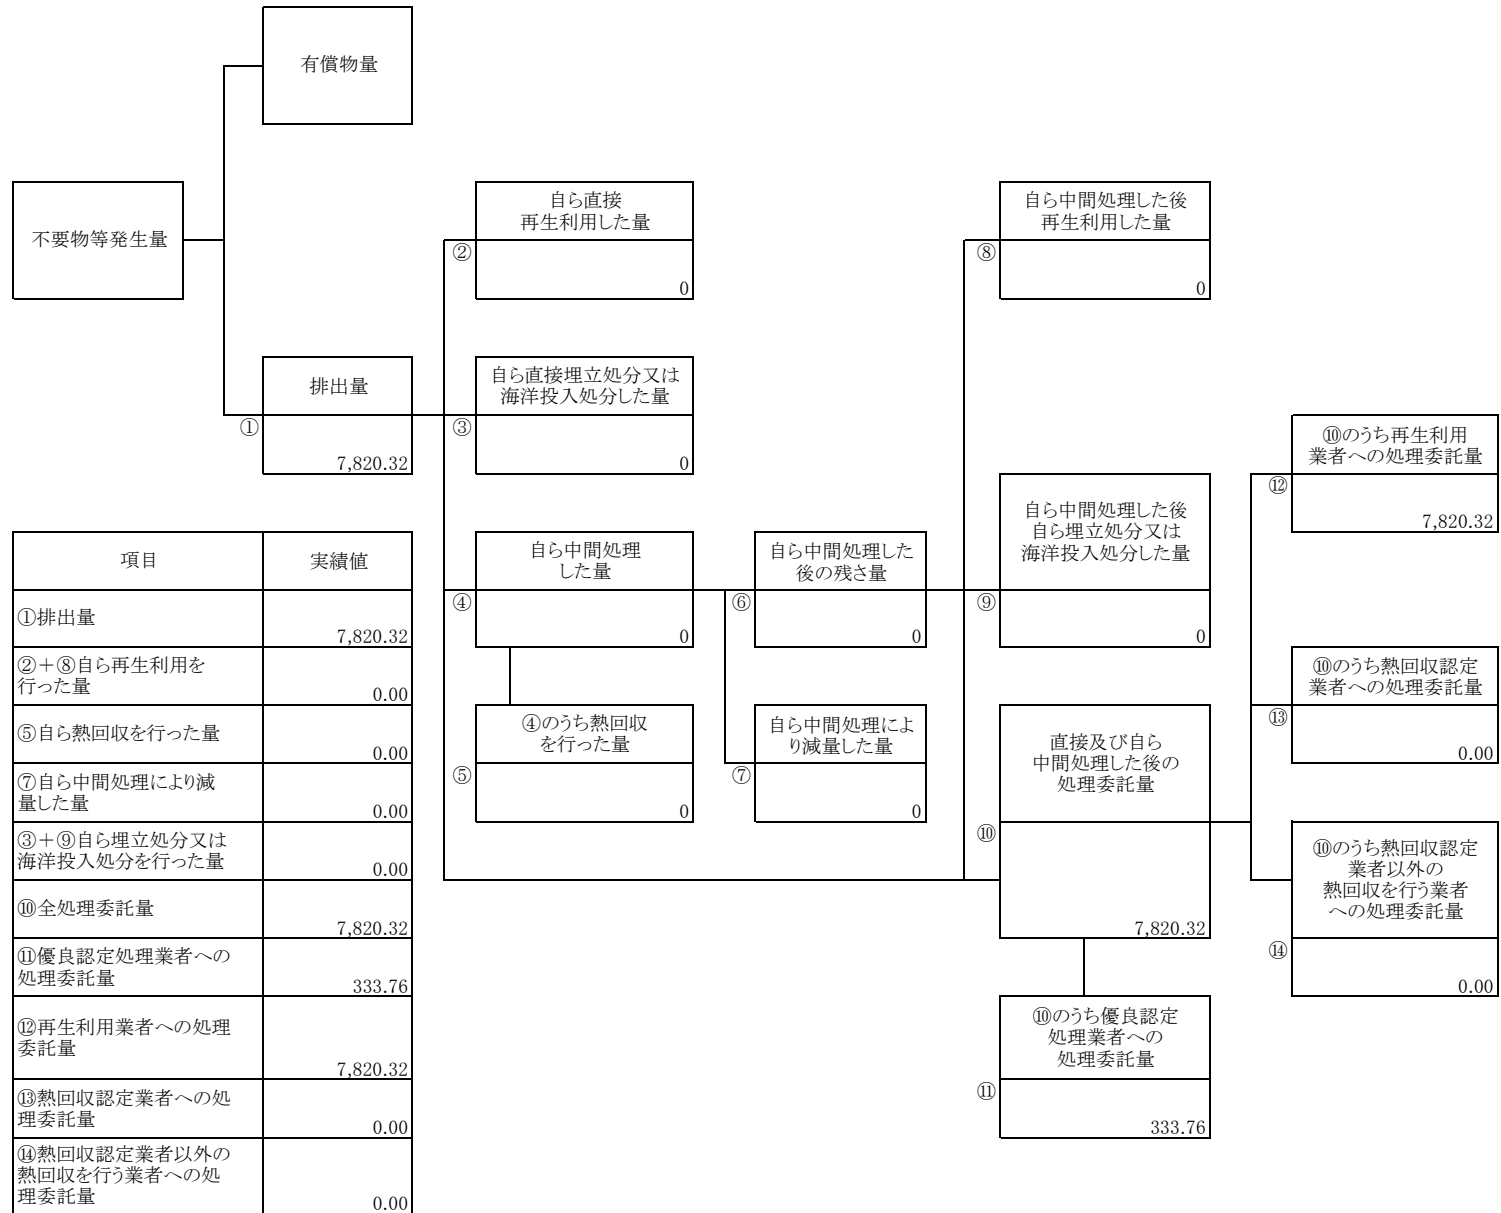 有償物量
不要物等発生量
自ら直接
再生利用した量
②
0
自ら中間処理した後
再生利用した量
⑧
0
排出量
①
7,820.32
自ら直接埋立処分又は
海洋投入処分した量
③
0
⑩のうち再生利用
業者への処理委託量
⑫
7,820.32
自ら中間処理
した量
④
0
自ら中間処理した
後の残さ量
⑥
0
自ら中間処理した後
自ら埋立処分又は
海洋投入処分した量
⑨
0
⑩のうち熱回収認定
業者への処理委託量
⑬
0.00
④のうち熱回収
を行った量
⑤
0
自ら中間処理によ
り減量した量
⑦
0
直接及び自ら
中間処理した後の
処理委託量
⑩
7,820.32
⑩のうち熱回収認定
業者以外の
熱回収を行う業者
への処理委託量
⑭
0.00
⑩のうち優良認定
処理業者への
処理委託量
⑪
333.76
項目 実績値
①排出量
7,820.32
②＋⑧自ら再生利用を
行った量
0.00
⑤自ら熱回収を行った量
0.00
⑦自ら中間処理により減
量した量
0.00
③＋⑨自ら埋立処分又は
海洋投入処分を行った量
0.00
⑩全処理委託量
7,820.32
⑪優良認定処理業者への
処理委託量
333.76
⑫再生利用業者への処理
委託量
7,820.32
⑬熱回収認定業者への処
理委託量
0.00
⑭熱回収認定業者以外の
熱回収を行う業者への処
理委託量
0.00